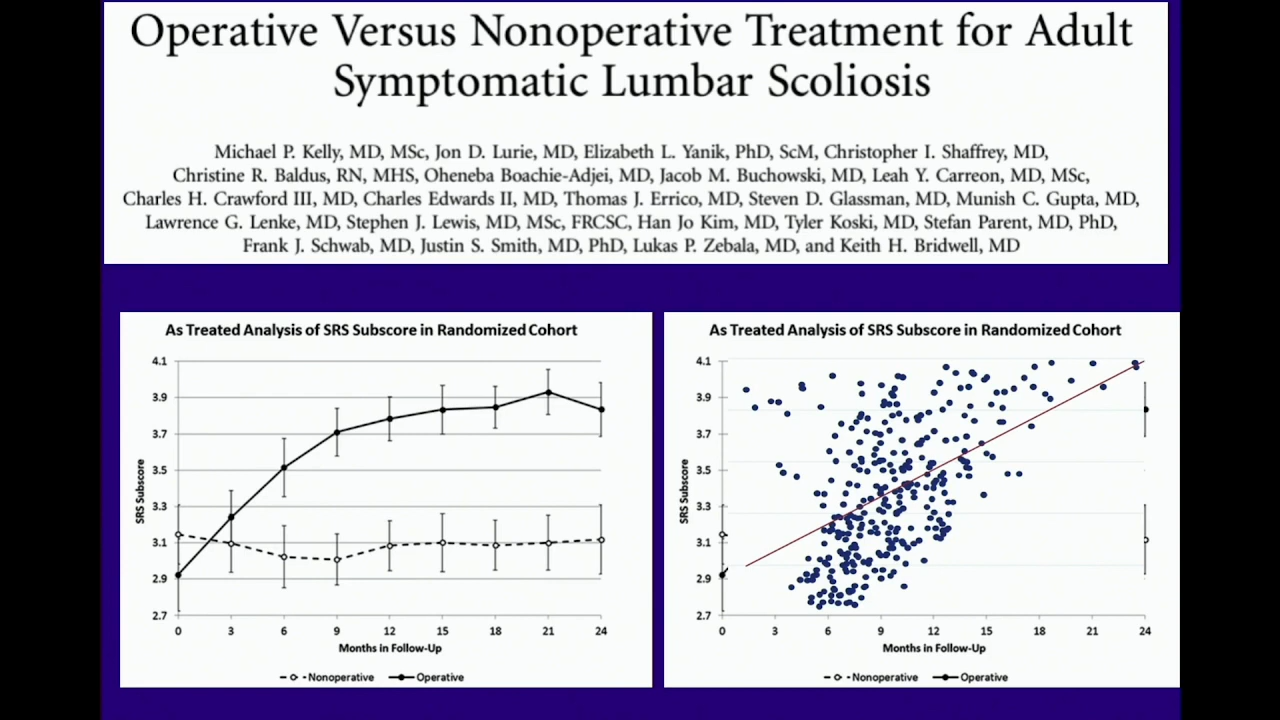 Operative Versus Nonoperative Treatment for Adult
Symptomatic Lumbar Scoliosis
Michael P. Kelly, MD, MSc, Jon D. Lurie, MD, Elizabeth L. Yanik, PhD, ScM, Christopher I. Shaffrey, MD,
Christine R. Baldus, RN, MHS, Oheneba Boachie-Adjei, MD, Jacob M. Buchowski, MD, Leah Y. Carreon, MD, MSc,
Charles H. Crawford III, MD, Charles Edwards II, MD, Thomas J. Errico, MD, Steven D. Glassman, MD, Munish C. Gupta, MD,
Lawrence G. Lenke, MD, Stephen J. Lewis, MD, MSc, FRCSC, Han Jo Kim, MD, Tyler Koski, MD, Stefan Parent, MD, PhD,
Frank J. Schwab, MD, Justin S. Smith, MD, PhD, Lukas P. Zebala, MD, and Keith H. Bridwell, MD
As Treated Analysis of SRS Subscore in Randomized Cohort
SRS Subscore
4.1
3.9
3.7
3.5
3.3
3.1
2.9
2.7
0 3 6 9 12 15 18 21 24
Months in Follow-Up
Nonoperative Operative
As Treated Analysis of SRS Subscore in Randomized Cohort
SRS Subscore
4.1
3.9
3.7
3.5
3.3
3.1
2.9
2.7
0 3 6 9 12 15 18 21 24
Months in Follow-Up
Nonoperative Operative